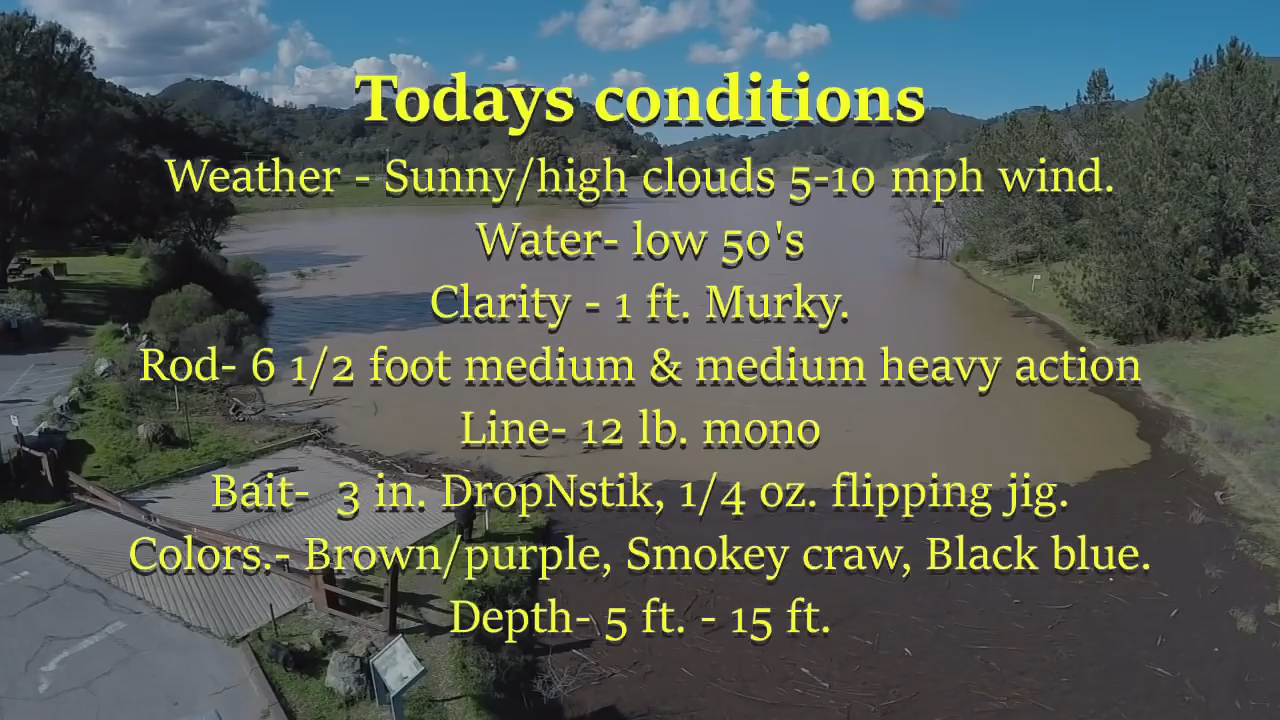 Todays conditions
Weather - Sunny/high clouds 5-10 mph wind.
Water- low 50's
Clarity - 1 ft. Murky.
Rod- 6 1/2 foot medium & medium heavy action
Line- 12 lb. mono
Bait-  3 in. DropNstik, 1/4 oz. flipping jig.
Colors.- Brown/purple, Smokey craw, Black blue.
Depth- 5 ft. - 15 ft.